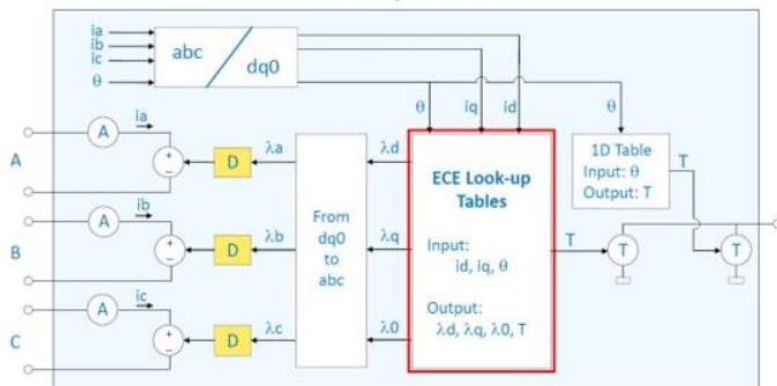 ia
ib
ic
θ
abc
dq0
θ
iq
id
θ
A
A
ia
+
−
D
λa
λd
B
A
ib
+
−
D
λb
λq
C
A
ic
+
−
D
λc
λ0
From
dq0
to
abc
ECE Look-up
Tables
Input:
id, iq, θ
Output:
λd, λq, λ0, T
T
1D Table
Input: θ
Output: T
T
T
T